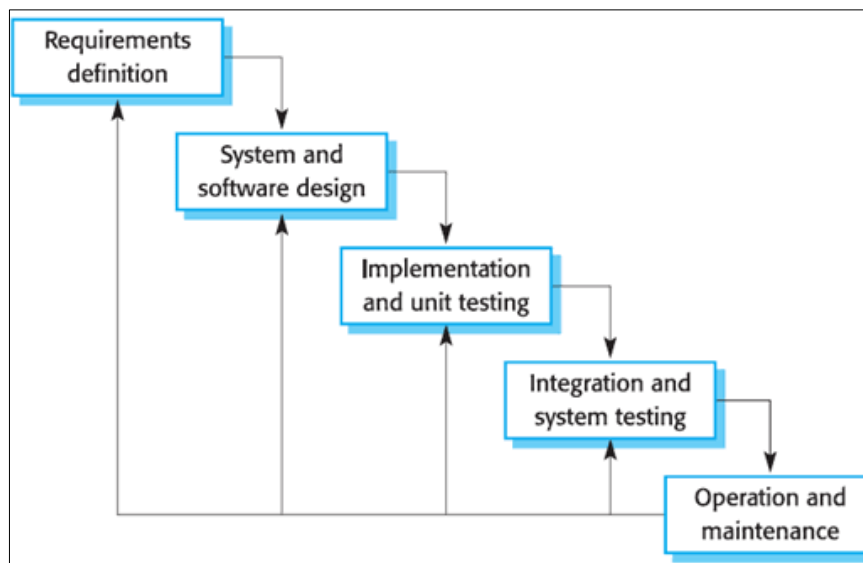 Requirements
definition
System and
software design
Implementation
and unit testing
Integration and
system testing
Operation and
maintenance